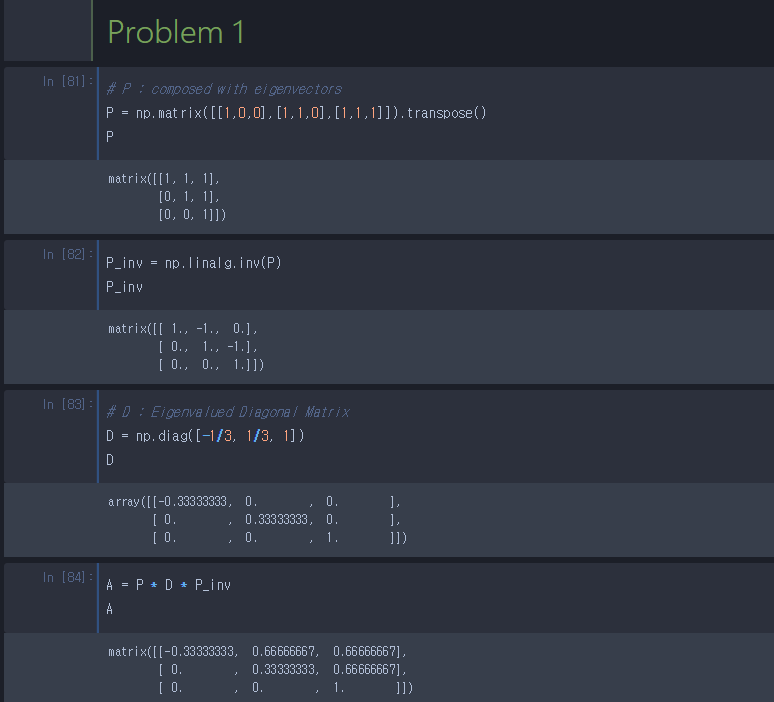 Problem 1
In [81]:
# P : composed with eigenvectors
P = np.matrix([[1,0,0],[1,1,0],[1,1,1]]).transpose()
P
matrix([[1, 1, 1],
        [0, 1, 1],
        [0, 0, 1]])
In [82]:
P_inv = np.linalg.inv(P)
P_inv
matrix([[ 1., -1.,  0.],
        [ 0.,  1., -1.],
        [ 0.,  0.,  1.]])
In [83]:
# D : Eigenvalued Diagonal Matrix
D = np.diag([-1/3, 1/3, 1])
D
array([[-0.33333333,  0.        ,  0.        ],
       [ 0.        ,  0.33333333,  0.        ],
       [ 0.        ,  0.        ,  1.        ]])
In [84]:
A = P * D * P_inv
A
matrix([[-0.33333333,  0.66666667,  0.66666667],
        [ 0.        ,  0.33333333,  0.66666667],
        [ 0.        ,  0.        ,  1.        ]])